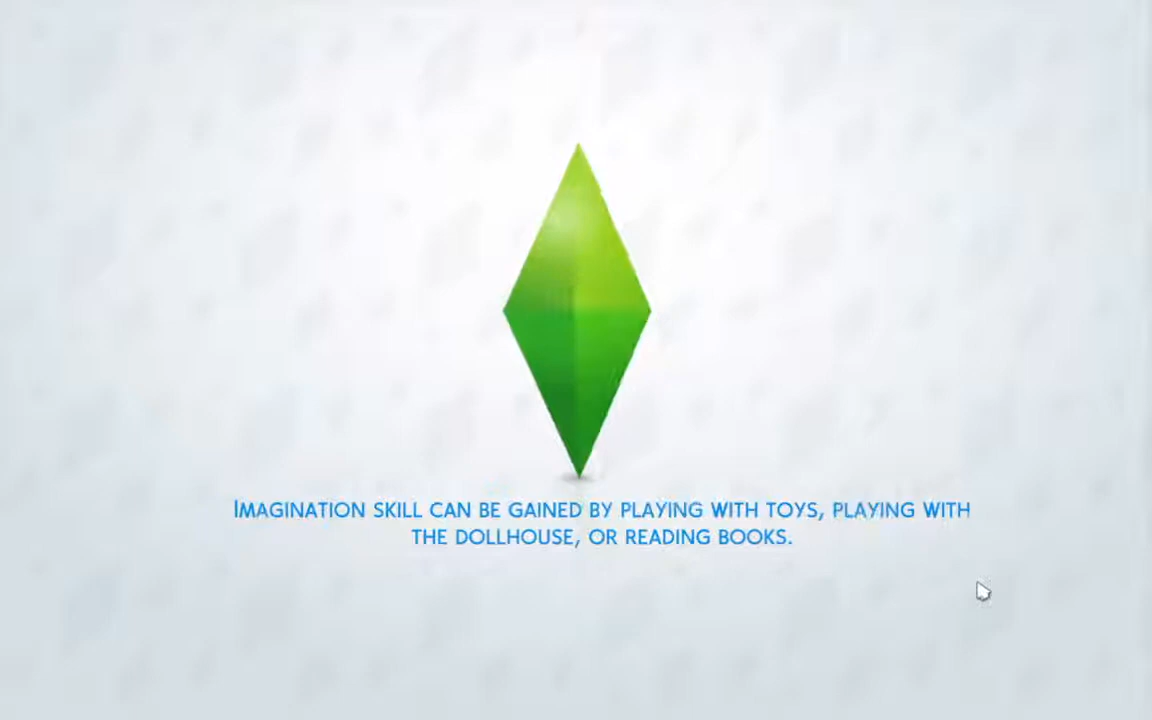 Imagination skill can be gained by playing with toys, playing with
the dollhouse, or reading books.